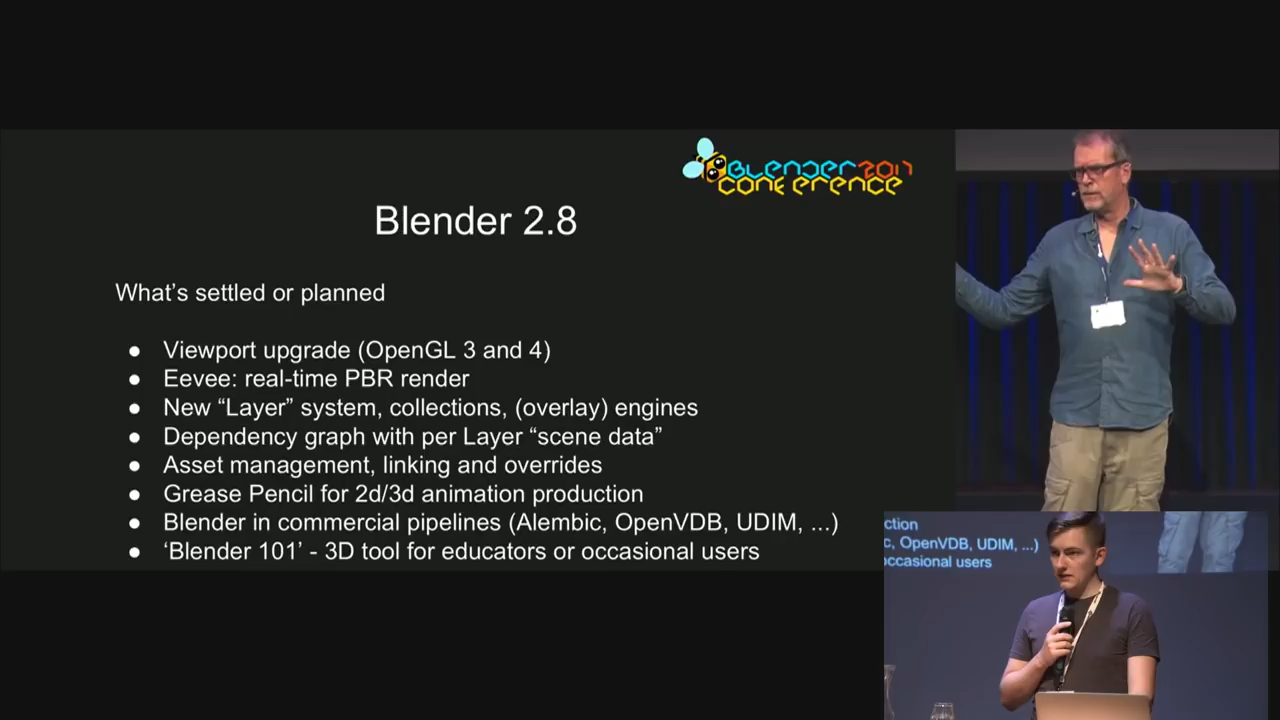 BLENDER 2017
CONFERENCE
Blender 2.8
What’s settled or planned
● Viewport upgrade (OpenGL 3 and 4)
● Eevee: real-time PBR render
● New “Layer” system, collections, (overlay) engines
● Dependency graph with per Layer “scene data”
● Asset management, linking and overrides
● Grease Pencil for 2d/3d animation production
● Blender in commercial pipelines (Alembic, OpenVDB, UDIM, ...)
● ‘Blender 101’ - 3D tool for educators or occasional users
ction
c, OpenVDB, UDIM, ...)
occasional users